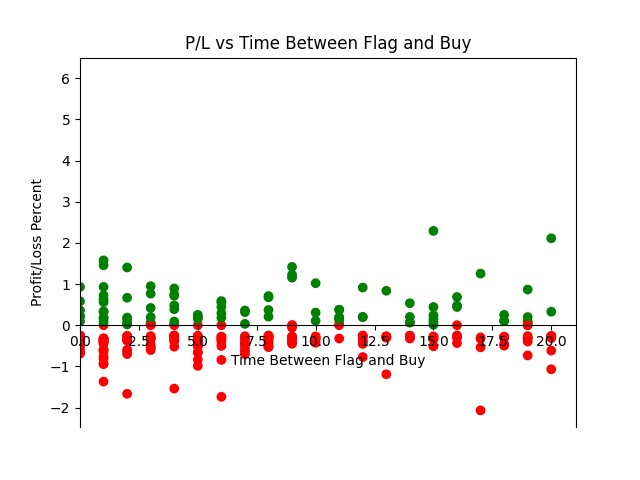 P/L vs Time Between Flag and Buy
Profit/Loss Percent
6
5
4
3
2
1
0
−1
−2
0.0 2.5 5.0 7.5 10.0 12.5 15.0 17.5 20.0
Time Between Flag and Buy